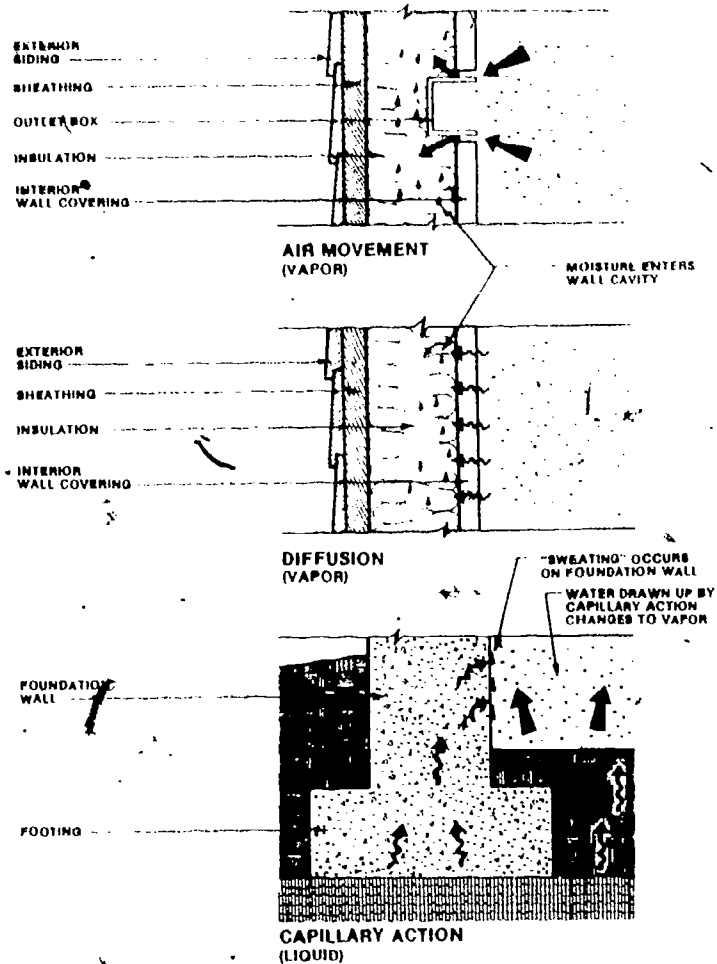 EXTERIOR
SIDING
SHEATHING
OUTLET BOX
INSULATION
INTERIOR
WALL COVERING
AIR MOVEMENT
(VAPOR)
MOISTURE ENTERS
WALL CAVITY
EXTERIOR
SIDING
SHEATHING
INSULATION
INTERIOR
WALL COVERING
DIFFUSION
(VAPOR)
"SWEATING" OCCURS
ON FOUNDATION WALL
WATER DRAWN UP BY
CAPILLARY ACTION
CHANGES TO VAPOR
FOUNDATION
WALL
FOOTING
CAPILLARY ACTION
(LIQUID)